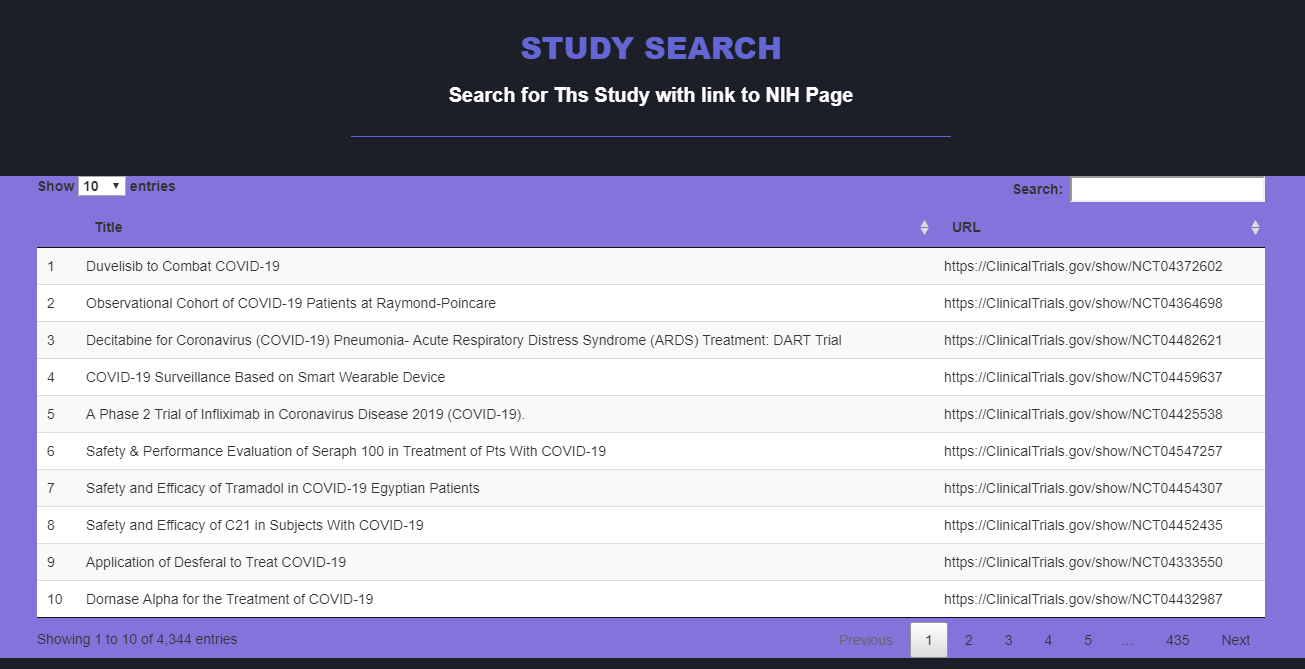 STUDY SEARCH
Search for Ths Study with link to NIH Page
Show 10 entries
Search:
Title URL
1 Duvelisib to Combat COVID-19 https://ClinicalTrials.gov/show/NCT04372602
2 Observational Cohort of COVID-19 Patients at Raymond-Poincare https://ClinicalTrials.gov/show/NCT04364698
3 Decitabine for Coronavirus (COVID-19) Pneumonia- Acute Respiratory Distress Syndrome (ARDS) Treatment: DART Trial https://ClinicalTrials.gov/show/NCT04482621
4 COVID-19 Surveillance Based on Smart Wearable Device https://ClinicalTrials.gov/show/NCT04459637
5 A Phase 2 Trial of Infliximab in Coronavirus Disease 2019 (COVID-19). https://ClinicalTrials.gov/show/NCT04425538
6 Safety & Performance Evaluation of Seraph 100 in Treatment of Pts With COVID-19 https://ClinicalTrials.gov/show/NCT04547257
7 Safety and Efficacy of Tramadol in COVID-19 Egyptian Patients https://ClinicalTrials.gov/show/NCT04454307
8 Safety and Efficacy of C21 in Subjects With COVID-19 https://ClinicalTrials.gov/show/NCT04452435
9 Application of Desferal to Treat COVID-19 https://ClinicalTrials.gov/show/NCT04333550
10 Dornase Alpha for the Treatment of COVID-19 https://ClinicalTrials.gov/show/NCT04432987
Showing 1 to 10 of 4,344 entries
Previous 1 2 3 4 5 … 435 Next